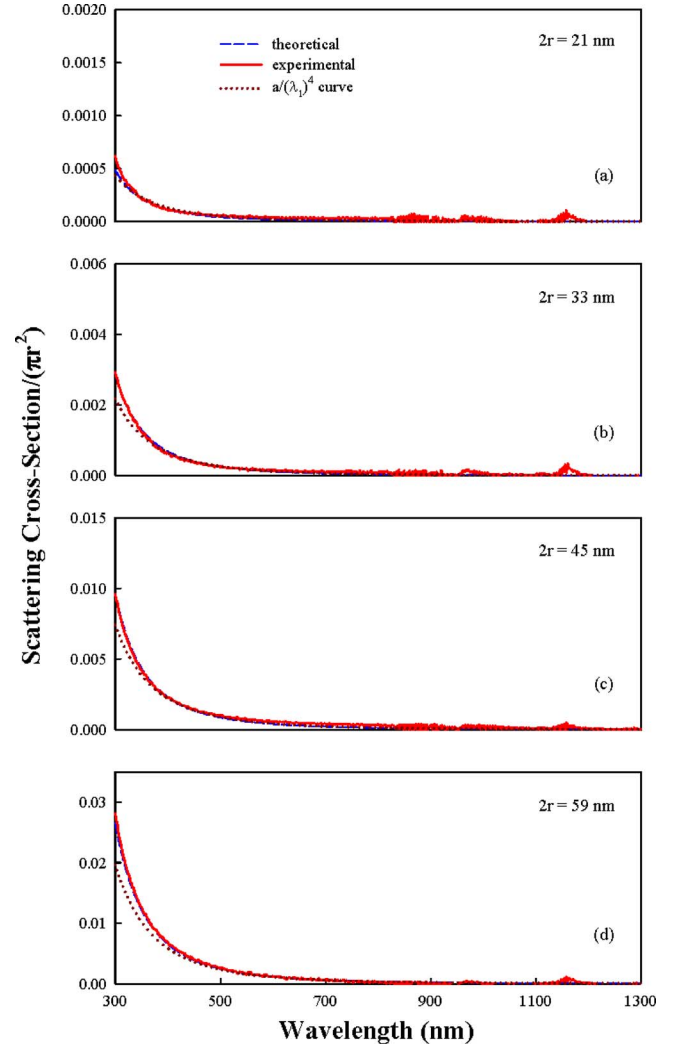 Scattering Cross-Section/(πr²)
0.0020
0.0015
0.0010
0.0005
0.0000
theoretical
experimental
a/(λ₁)⁴ curve
2r = 21 nm
(a)
0.006
0.004
0.002
0.000
2r = 33 nm
(b)
0.015
0.010
0.005
0.000
2r = 45 nm
(c)
0.03
0.02
0.01
0.00
2r = 59 nm
(d)
300 500 700 900 1100 1300
Wavelength (nm)